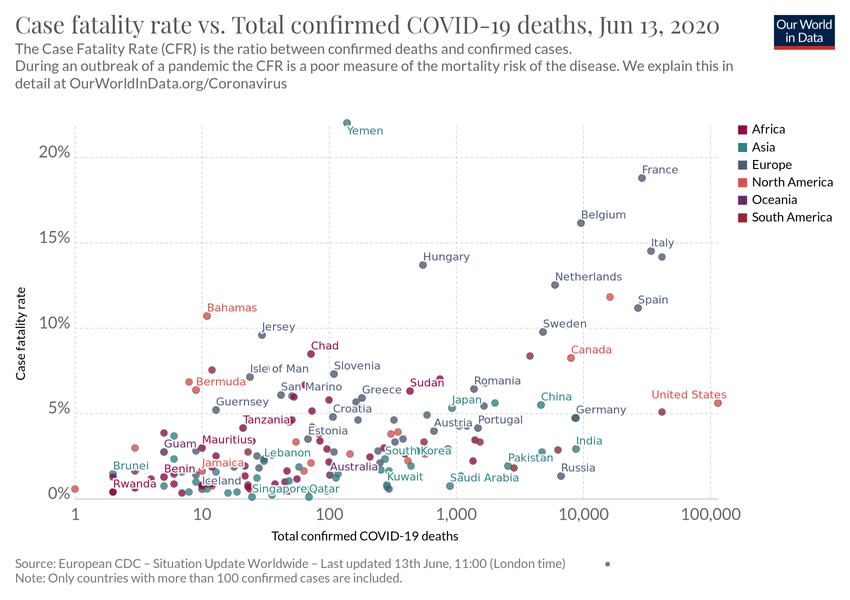 Case fatality rate vs. Total confirmed COVID-19 deaths, Jun 13, 2020
Our World
in Data
The Case Fatality Rate (CFR) is the ratio between confirmed deaths and confirmed cases.
During an outbreak of a pandemic the CFR is a poor measure of the mortality risk of the disease. We explain this in
detail at OurWorldInData.org/Coronavirus
Yemen
Africa
Asia
Europe
North America
Oceania
South America
20%
France
Belgium
15%
Italy
Hungary
Netherlands
Spain
Bahamas
10%
Jersey
Sweden
Chad
Canada
Isle of Man
Slovenia
Bermuda
San Marino
Sudan
Romania
Greece
United States
Guernsey
Japan
China
5%
Croatia
Germany
Tanzania
Austria
Portugal
Estonia
Guam
Mauritius
India
Lebanon
South Korea
Brunei
Benin
Jamaica
Australia
Pakistan
Russia
Rwanda
Iceland
Kuwait
Saudi Arabia
Singapore
Qatar
0%
1
10
100
1,000
10,000
100,000
Case fatality rate
Total confirmed COVID-19 deaths
Source: European CDC – Situation Update Worldwide – Last updated 13th June, 11:00 (London time)
Note: Only countries with more than 100 confirmed cases are included.